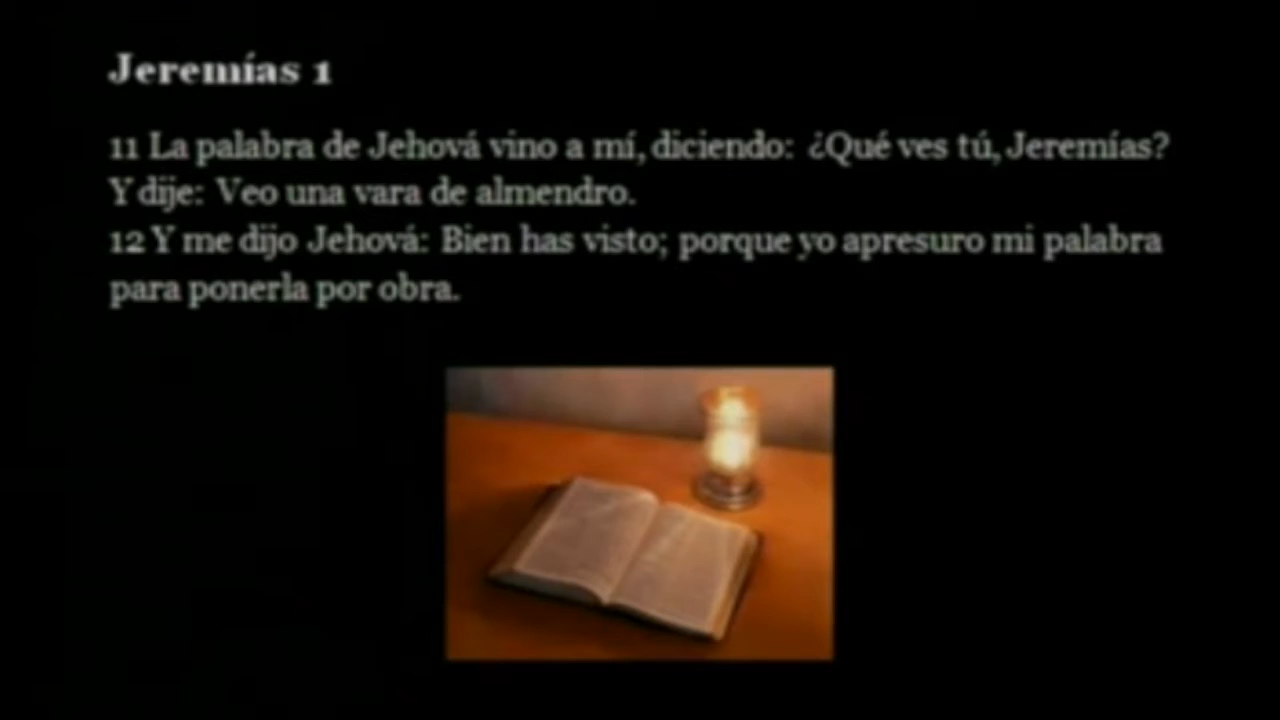 Jeremías 1
11 La palabra de Jehová vino a mí, diciendo: ¿Qué ves tú, Jeremías?
Y dije: Veo una vara de almendro.
12 Y me dijo Jehová: Bien has visto; porque yo apresuro mi palabra
para ponerla por obra.